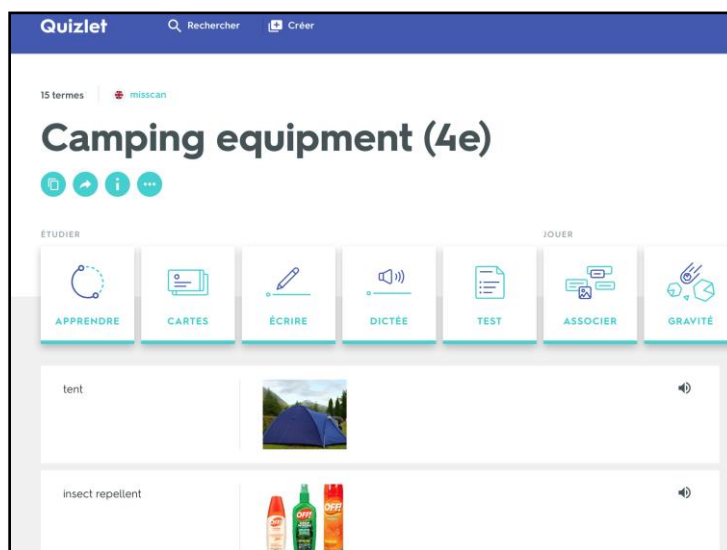 Quizlet Rechercher Créer
15 termes misscan
Camping equipment (4e)
ÉTUDIER JOUER
APPRENDRE CARTES ÉCRIRE DICTÉE TEST ASSOCIER GRAVITÉ
tent
insect repellent
OFF! OFF! OFF!